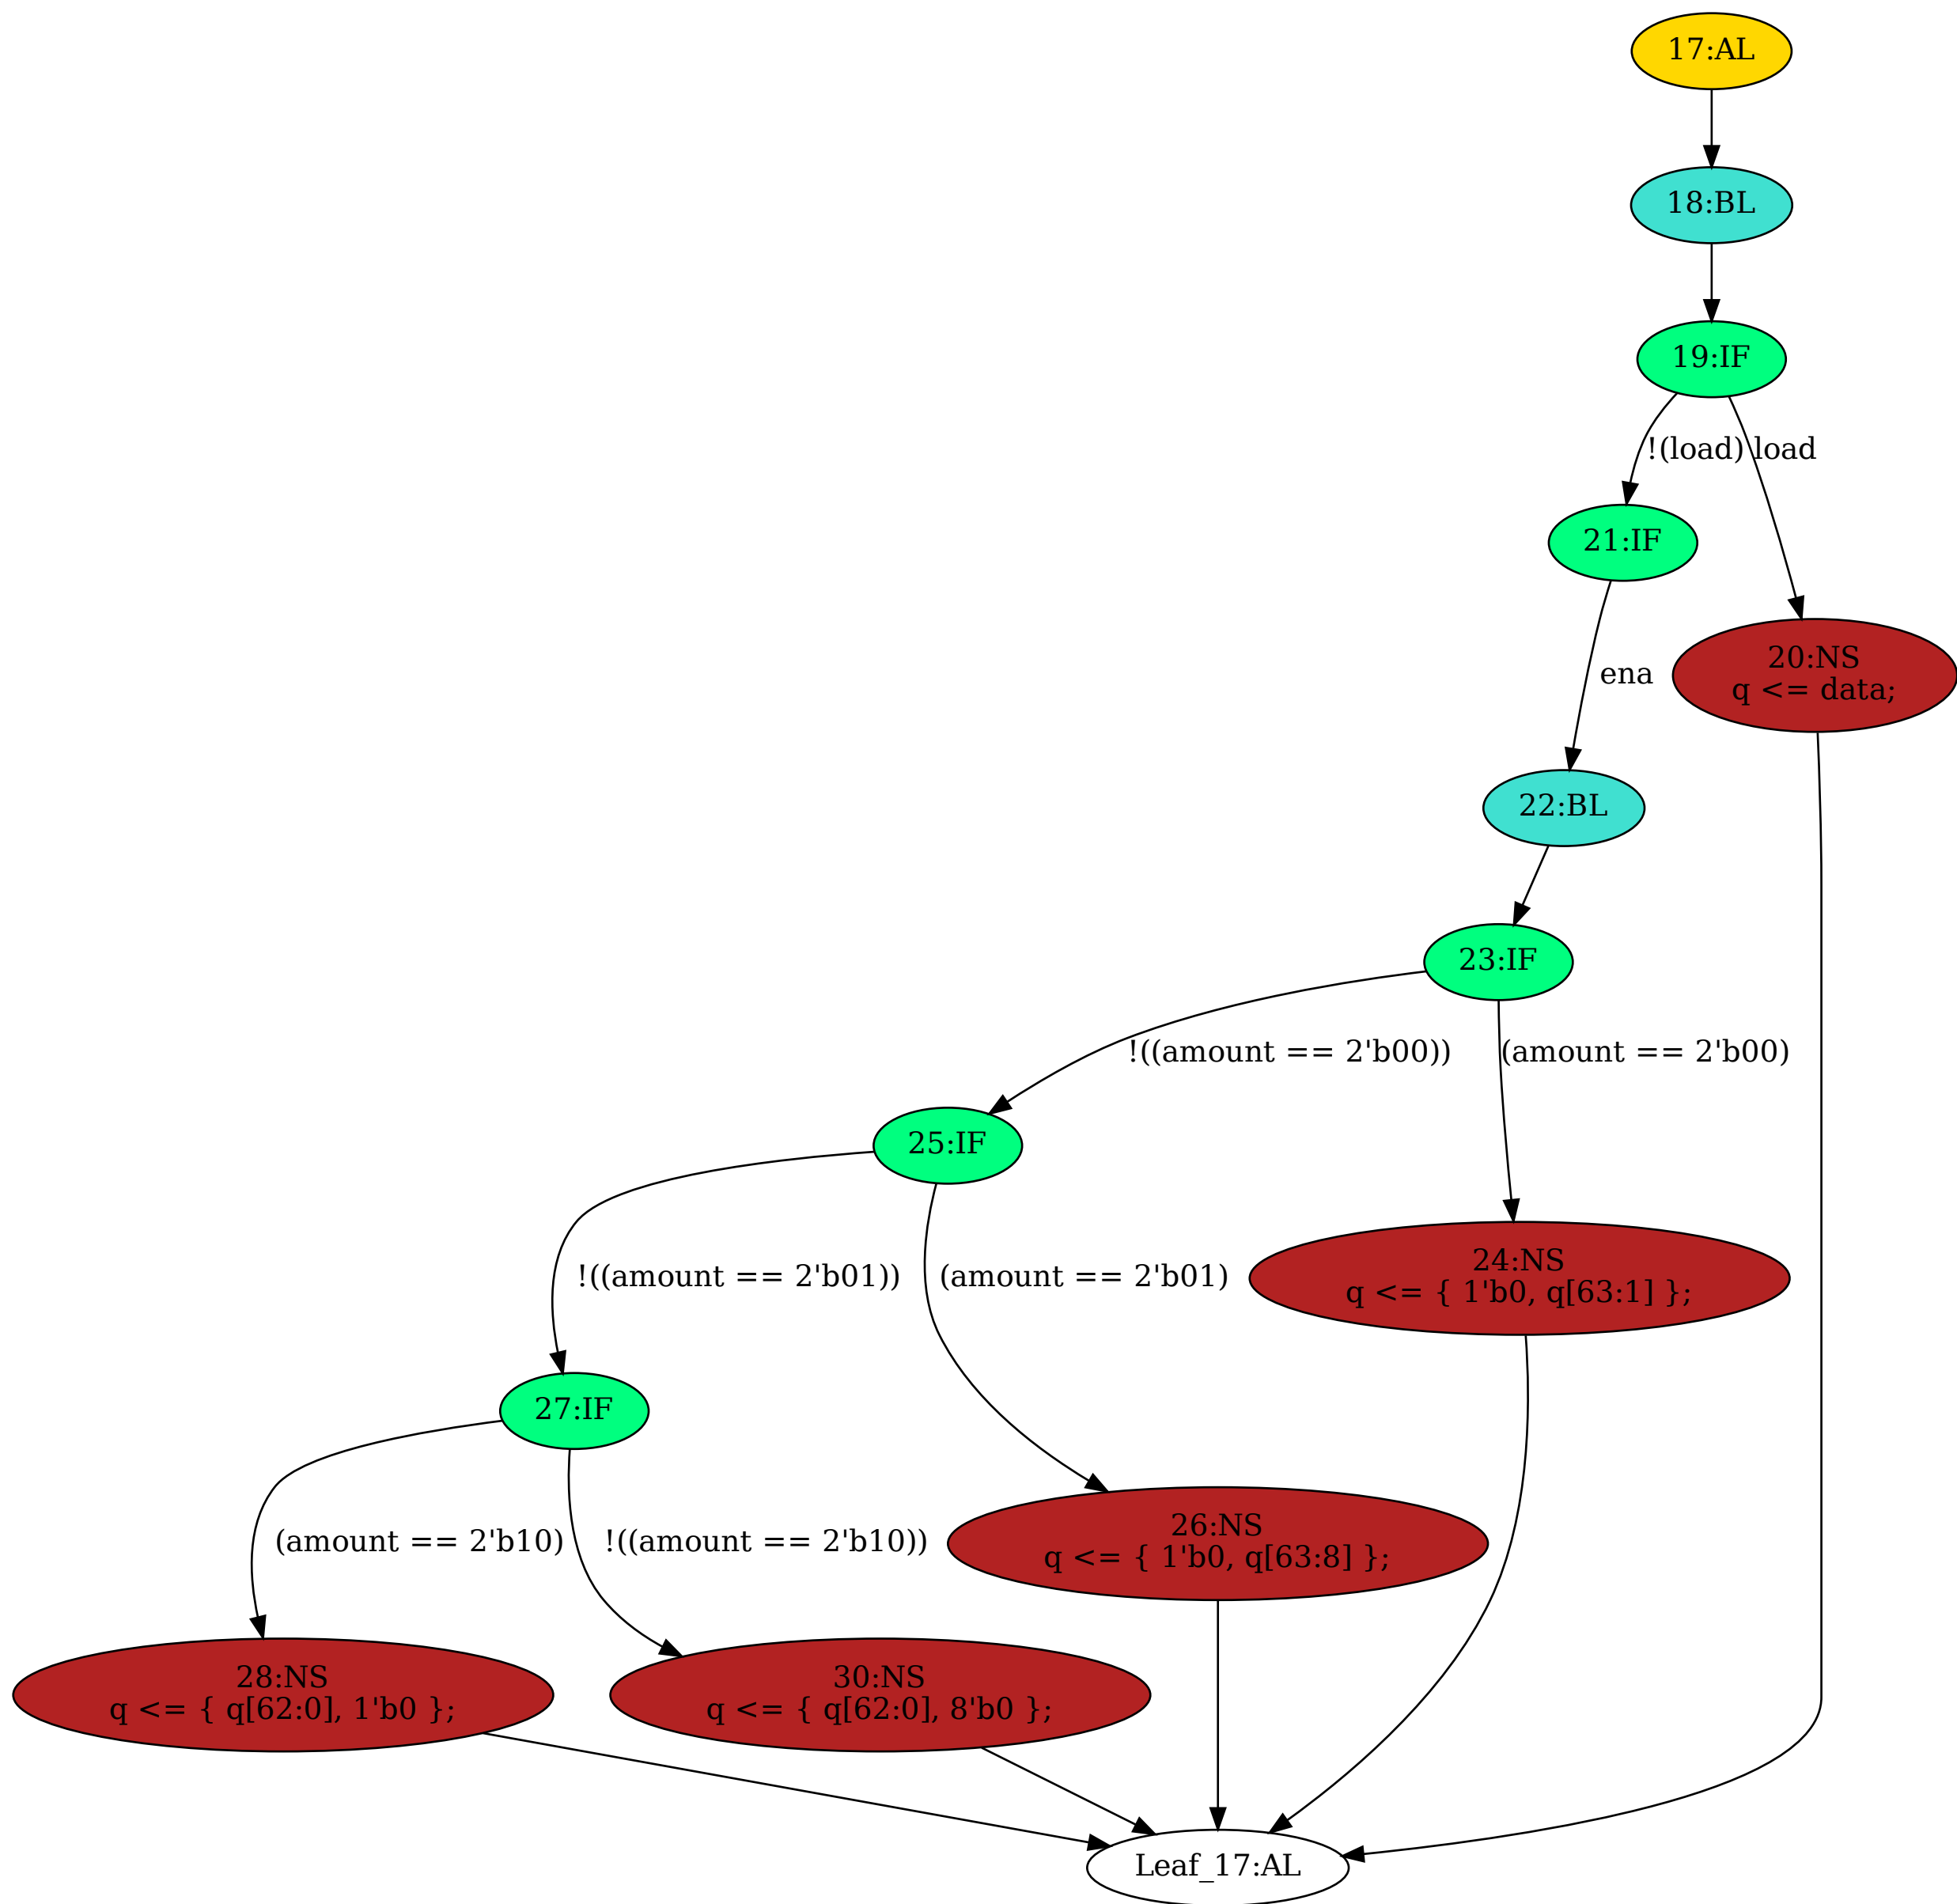 17:AL
18:BL
19:IF
!(load)
load
21:IF
20:NS
q <= data;
ena
22:BL
23:IF
!((amount == 2'b00))
(amount == 2'b00)
25:IF
24:NS
q <= { 1'b0, q[63:1] };
!((amount == 2'b01))
(amount == 2'b01)
27:IF
26:NS
q <= { 1'b0, q[63:8] };
(amount == 2'b10)
!((amount == 2'b10))
28:NS
q <= { q[62:0], 1'b0 };
30:NS
q <= { q[62:0], 8'b0 };
Leaf_17:AL